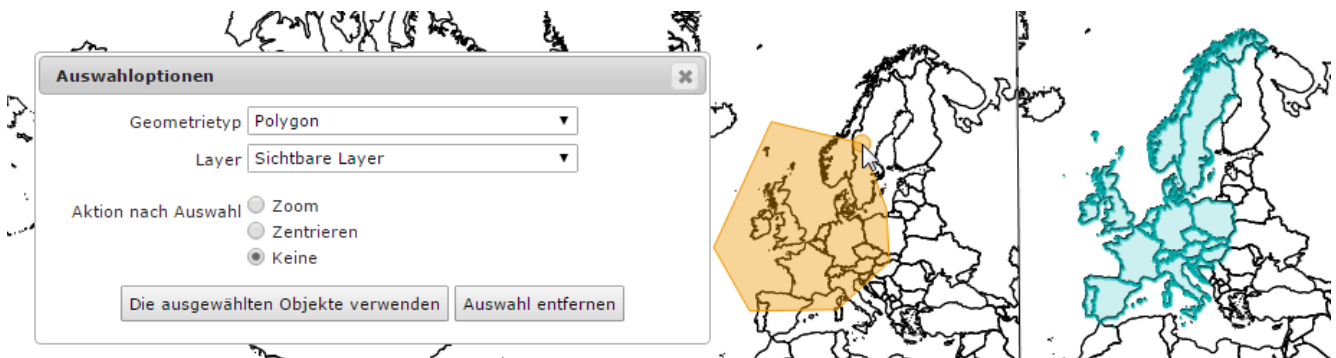 Auswahloptionen
Geometrietyp Polygon
Layer Sichtbare Layer
Aktion nach Auswahl Zoom
Zentrieren
Keine
Die ausgewählten Objekte verwenden Auswahl entfernen